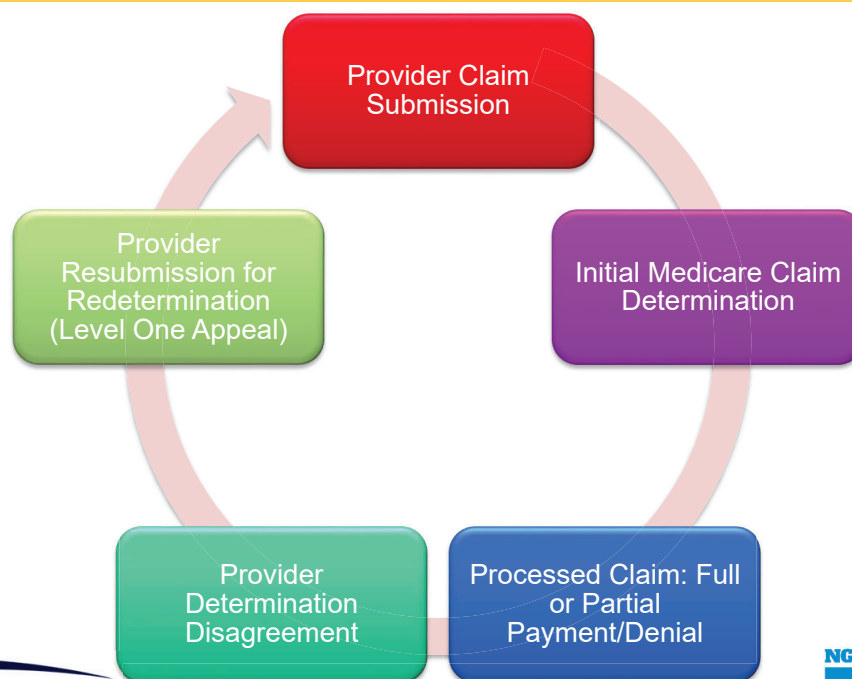 Provider Claim
Submission
Initial Medicare Claim
Determination
Processed Claim: Full
or Partial
Payment/Denial
Provider
Determination
Disagreement
Provider
Resubmission for
Redetermination
(Level One Appeal)
NG